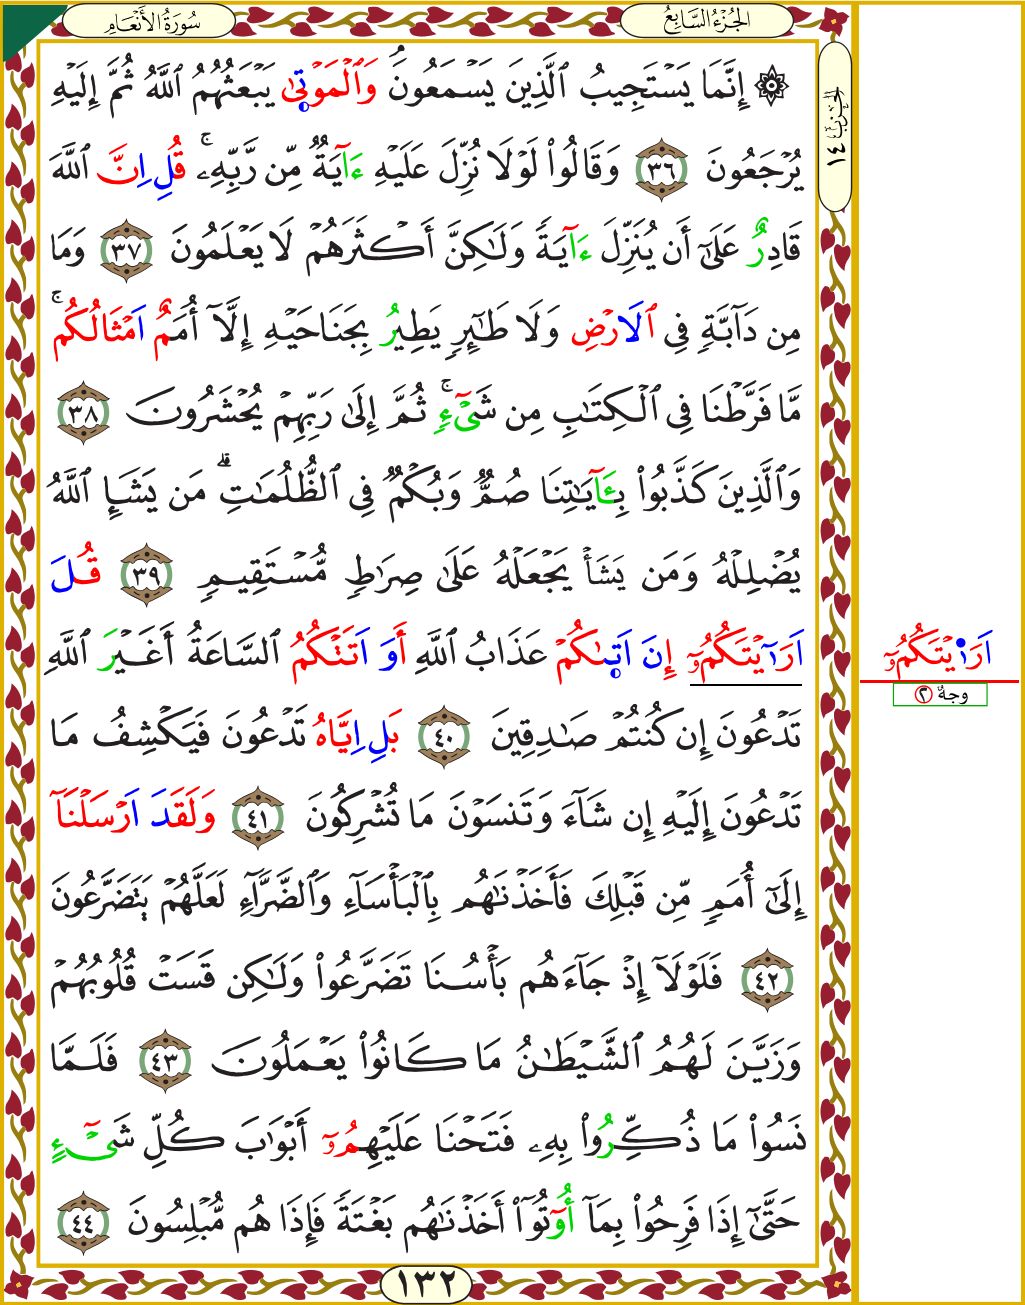 سُورَةُ الأَنْعَامِ
الجُزْءُ السَّابِعُ
الحِزْبُ ١٤
۞ إِنَّمَا يَسْتَجِيبُ ٱلَّذِينَ يَسْمَعُونَ وَٱلْمَوْتٜىٰ يَبْعَثُهُمُ ٱللَّهُ ثُمَّ إِلَيْهِ
يُرْجَعُونَ ٣٦ وَقَالُواْ لَوْلَا نُزِّلَ عَلَيْهِ ءَايَةٌ مِّن رَّبِّهِۦۚ قُلِ اِنَّ ٱللَّهَ
قَادِرٌ عَلَىٰٓ أَن يُنَزِّلَ ءَايَةً وَلَٰكِنَّ أَكْثَرَهُمْ لَا يَعْلَمُونَ ٣٧ وَمَا
مِن دَآبَّةٍ فِي ٱلَارْضِ وَلَا طَٰٓئِرٍ يَطِيرُ بِجَنَاحَيْهِ إِلَّآ أُمَمٌ اَمْثَالُكُمۚ
مَّا فَرَّطْنَا فِي ٱلْكِتَٰبِ مِن شَيْءٍۚ ثُمَّ إِلَىٰ رَبِّهِمْ يُحْشَرُونَ ٣٨
وَٱلَّذِينَ كَذَّبُواْ بِـَٔايَٰتِنَا صُمٌّ وَبُكْمٌ فِي ٱلظُّلُمَٰتِۗ مَن يَشَإِ ٱللَّهُ
يُضْلِلْهُ وَمَن يَشَأْ يَجْعَلْهُ عَلَىٰ صِرَٰطٍ مُّسْتَقِيمٍ ٣٩ قُلَ
اَرَٰٓيْتَكُمُۥٓ إِنَ اَتٜىٰكُمْ عَذَابُ ٱللَّهِ أَوَ اَتَتْكُمُ ٱلسَّاعَةُ أَغَيْرَ ٱللَّهِ
تَدْعُونَ إِن كُنتُمْ صَٰدِقِينَ ٤٠ بَلِ اِيَّاهُ تَدْعُونَ فَيَكْشِفُ مَا
تَدْعُونَ إِلَيْهِ إِن شَآءَ وَتَنسَوْنَ مَا تُشْرِكُونَ ٤١ وَلَقَدَ اَرْسَلْنَآ
إِلَىٰٓ أُمَمٍ مِّن قَبْلِكَ فَأَخَذْنَٰهُم بِٱلْبَأْسَآءِ وَٱلضَّرَّآءِ لَعَلَّهُمْ يَتَضَرَّعُونَ
٤٢ فَلَوْلَآ إِذْ جَآءَهُم بَأْسُنَا تَضَرَّعُواْ وَلَٰكِن قَسَتْ قُلُوبُهُمْ
وَزَيَّنَ لَهُمُ ٱلشَّيْطَٰنُ مَا كَانُواْ يَعْمَلُونَ ٤٣ فَلَمَّا
نَسُواْ مَا ذُكِّرُواْ بِهِۦ فَتَحْنَا عَلَيْهِمُۥٓ أَبْوَٰبَ كُلِّ شَيْءٍ
حَتَّىٰٓ إِذَا فَرِحُواْ بِمَآ أُوتُوٓاْ أَخَذْنَٰهُم بَغْتَةً فَإِذَا هُم مُّبْلِسُونَ ٤٤
اَرَٰ۬يْتَكُمُۥٓ
وجهٌ ٢
١٣٢